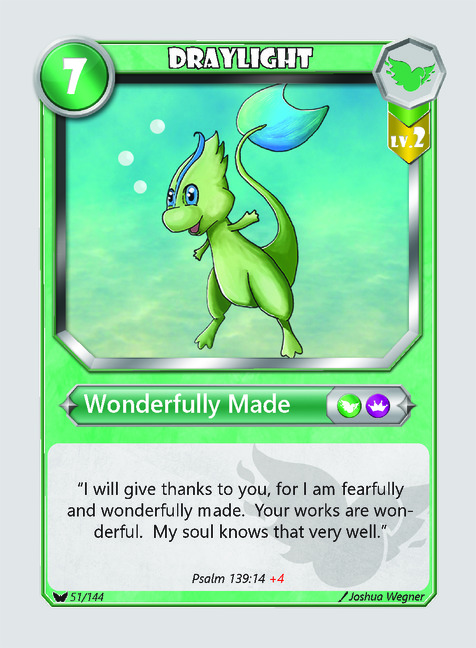 7
DRAYLIGHT
LV.2
Wonderfully Made
“I will give thanks to you, for I am fearfully
and wonderfully made.  Your works are won-
derful.  My soul knows that very well.”
Psalm 139:14 +4
51/144
Joshua Wegner